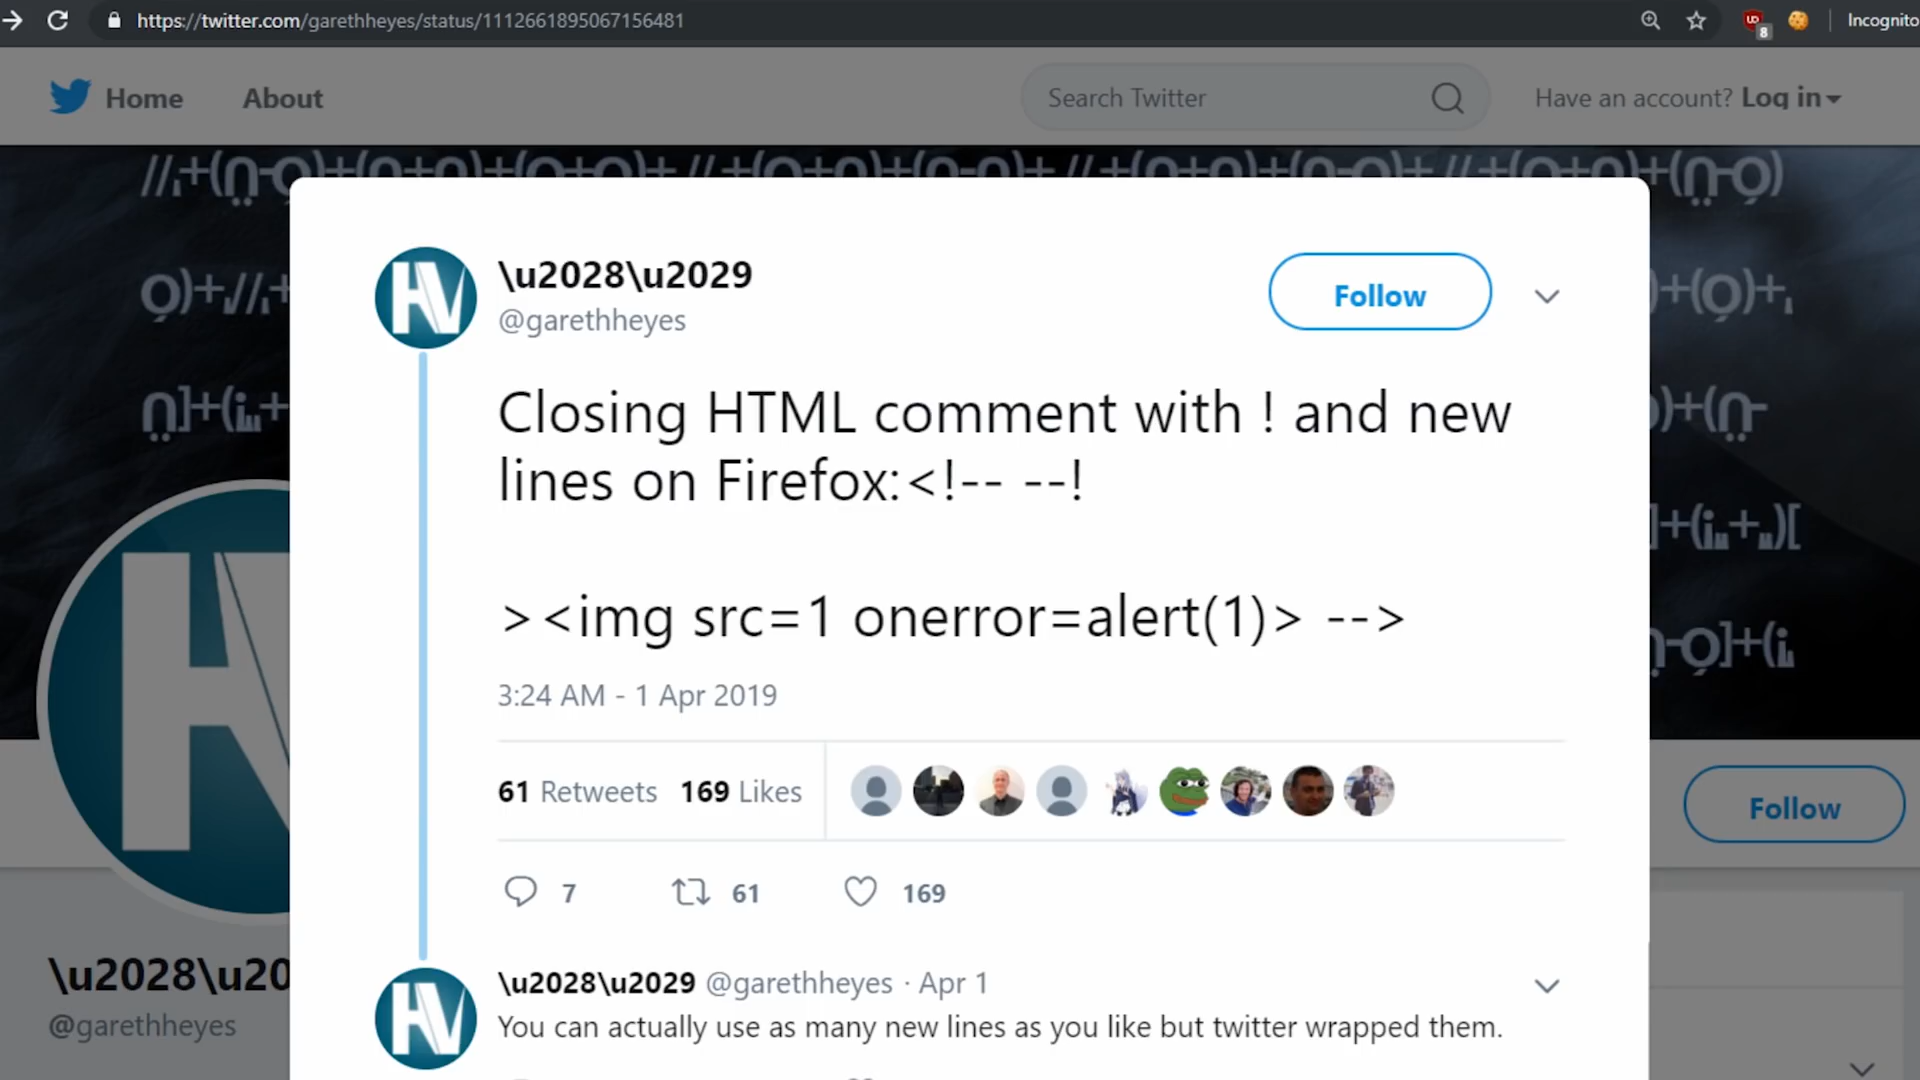 https://twitter.com/garethheyes/status/1112661895067156481
8
Incognito
Home About
Search Twitter
Have an account? Log in
\u2028\u2029
@garethheyes
Follow
Closing HTML comment with ! and new
lines on Firefox:<!-- --!
><img src=1 onerror=alert(1)> -->
3:24 AM - 1 Apr 2019
61 Retweets 169 Likes
7 61 169
Follow
\u2028\u2029 @garethheyes · Apr 1
You can actually use as many new lines as you like but twitter wrapped them.
\u2028\u20
@garethheyes